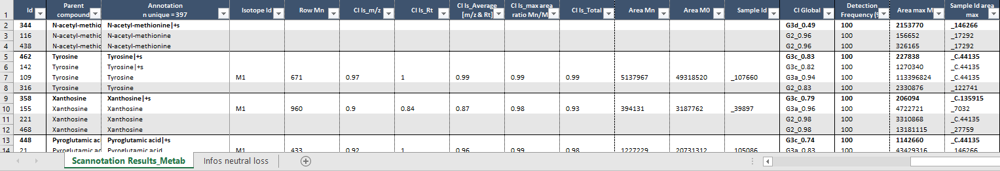 1 Id Parent compound Annotation n unique = 397 Isotope Id Row Mn CI Is_m/z CI Is_Rt CI Is_Average [m/z & Rt] CI Is_max area ratio Mn/M CI Is_Total Area Mn Area M0 Sample Id CI Global Detection Frequency (% Area max M Sample Id area max
2 344 N-acetyl-methic N-acetyl-methionine|+s G3d_0.49 100 2153770 _146266
3 116 N-acetyl-methic N-acetyl-methionine G2_0.96 100 156652 _17292
4 438 N-acetyl-methic N-acetyl-methionine G2_0.96 100 326165 _17292
5 462 Tyrosine Tyrosine|+s G3c_0.83 100 227838 _C.44135
6 142 Tyrosine Tyrosine|+s G3c_0.82 100 1270340 _C.44135
7 109 Tyrosine Tyrosine M1 671 0.97 1 0.99 0.99 0.99 5137967 49318520 _107660 G3a_0.94 100 113396824 _C.44135
8 316 Tyrosine Tyrosine G2_0.83 100 2330876 _122741
9 358 Xanthosine Xanthosine|+s G3c_0.79 100 206094 _C.135915
10 155 Xanthosine Xanthosine M1 960 0.9 0.84 0.87 0.98 0.93 394131 3187762 _39897 G3a_0.96 100 4722721 _7032
11 221 Xanthosine Xanthosine G2_0.98 100 3310868 _C.44135
12 468 Xanthosine Xanthosine G2_0.98 100 13181115 _27759
13 448 Pyroglutamic ac Pyroglutamic acid|+s G3c_0.74 100 1142660 _C.44135
14 21 Pyroglutamic ac Pyroglutamic acid M1 433 0.92 1 0.96 0.99 0.98 1227229 20731312 _105086 G3a_0.83 100 43429316 _146266
Scannotation Results_Metab Infos neutral loss